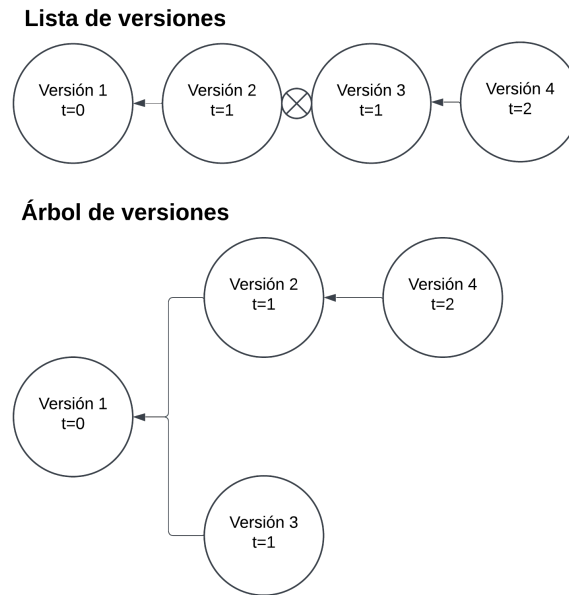 Lista de versiones
Versión 1
t=0
Versión 2
t=1
Versión 3
t=1
Versión 4
t=2
Árbol de versiones
Versión 2
t=1
Versión 4
t=2
Versión 1
t=0
Versión 3
t=1